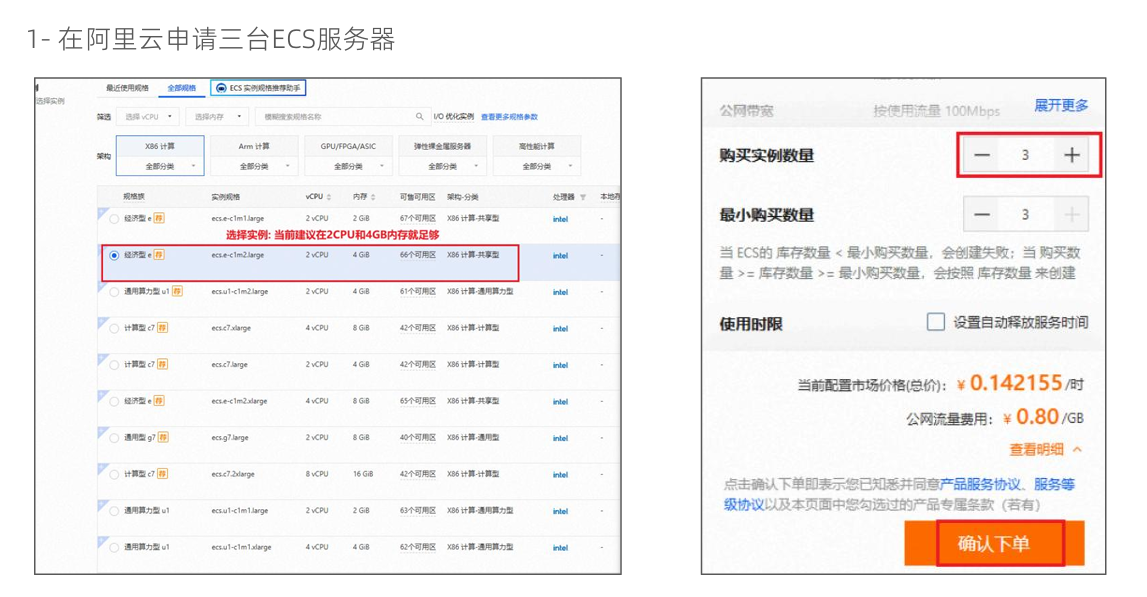 1- 在阿里云申请三台ECS服务器
选择实例
最近使用规格 全部规格 ECS 实例规格推荐助手
筛选 选择 vCPU 选择内存 模糊搜索规格名称 I/O 优化实例 查看更多规格参数
架构 X86 计算 Arm 计算 GPU/FPGA/ASIC 弹性裸金属服务器 高性能计算
全部分类 全部分类 全部分类 全部分类 全部分类
规格族 实例规格 vCPU 内存 可售可用区 架构-分类 处理器 本地存
经济型 e 荐 ecs.e-c1m1.large 2 vCPU 2 GiB 67个可用区 X86 计算-共享型 intel -
选择实例: 当前建议在2CPU和4GB内存就足够
经济型 e 荐 ecs.e-c1m2.large 2 vCPU 4 GiB 66个可用区 X86 计算-共享型 intel -
通用算力型 u1 荐 ecs.u1-c1m2.large 2 vCPU 4 GiB 61个可用区 X86 计算-通用算力型 intel -
计算型 c7 荐 ecs.c7.xlarge 4 vCPU 8 GiB 42个可用区 X86 计算-计算型 intel -
计算型 c7 荐 ecs.c7.large 2 vCPU 4 GiB 42个可用区 X86 计算-计算型 intel -
经济型 e 荐 ecs.e-c1m2.xlarge 4 vCPU 8 GiB 65个可用区 X86 计算-共享型 intel -
通用型 g7 荐 ecs.g7.large 2 vCPU 8 GiB 40个可用区 X86 计算-通用型 intel -
计算型 c7 荐 ecs.c7.2xlarge 8 vCPU 16 GiB 42个可用区 X86 计算-计算型 intel -
通用算力型 u1 ecs.u1-c1m1.large 2 vCPU 2 GiB 63个可用区 X86 计算-通用算力型 intel -
通用算力型 u1 ecs.u1-c1m1.xlarge 4 vCPU 4 GiB 62个可用区 X86 计算-通用算力型 intel -
公网带宽 按使用流量 100Mbps 展开更多
购买实例数量 — 3 +
最小购买数量 — 3 +
当 ECS的 库存数量 < 最小购买数量，会创建失败；当 购买数
量 >= 库存数量 >= 最小购买数量，会按照 库存数量 来创建
使用时限 设置自动释放服务时间
当前配置市场价格(总价)： ¥ 0.142155 /时
公网流量费用： ¥ 0.80 /GB
查看明细
点击确认下单即表示您已知悉并同意产品服务协议、服务等
级协议以及本页面中您勾选过的产品专属条款（若有）
确认下单